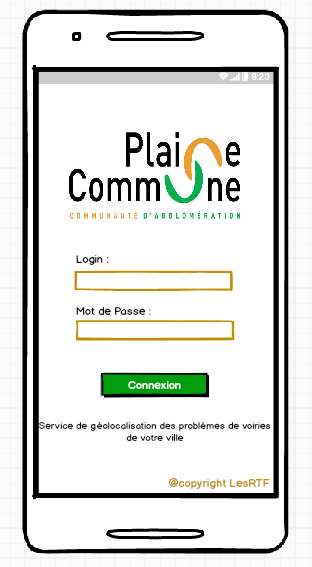 8:23
Plaine
Commune
COMMUNAUTÉ D'AGGLOMÉRATION
Login :
Mot de Passe :
Connexion
Service de géolocalisation des problèmes de voiries
de votre ville
@copyright LesRTF